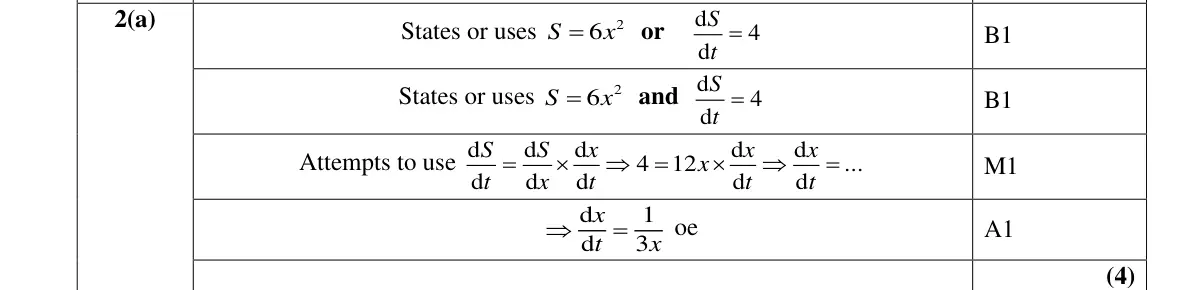 2(a)
States or uses S = 6x² or dS/dt = 4 B1
States or uses S = 6x² and dS/dt = 4 B1
Attempts to use dS/dt = dS/dx × dx/dt ⇒ 4 = 12x × dx/dt ⇒ dx/dt = ... M1
⇒ dx/dt = 1/3x oe A1
(4)